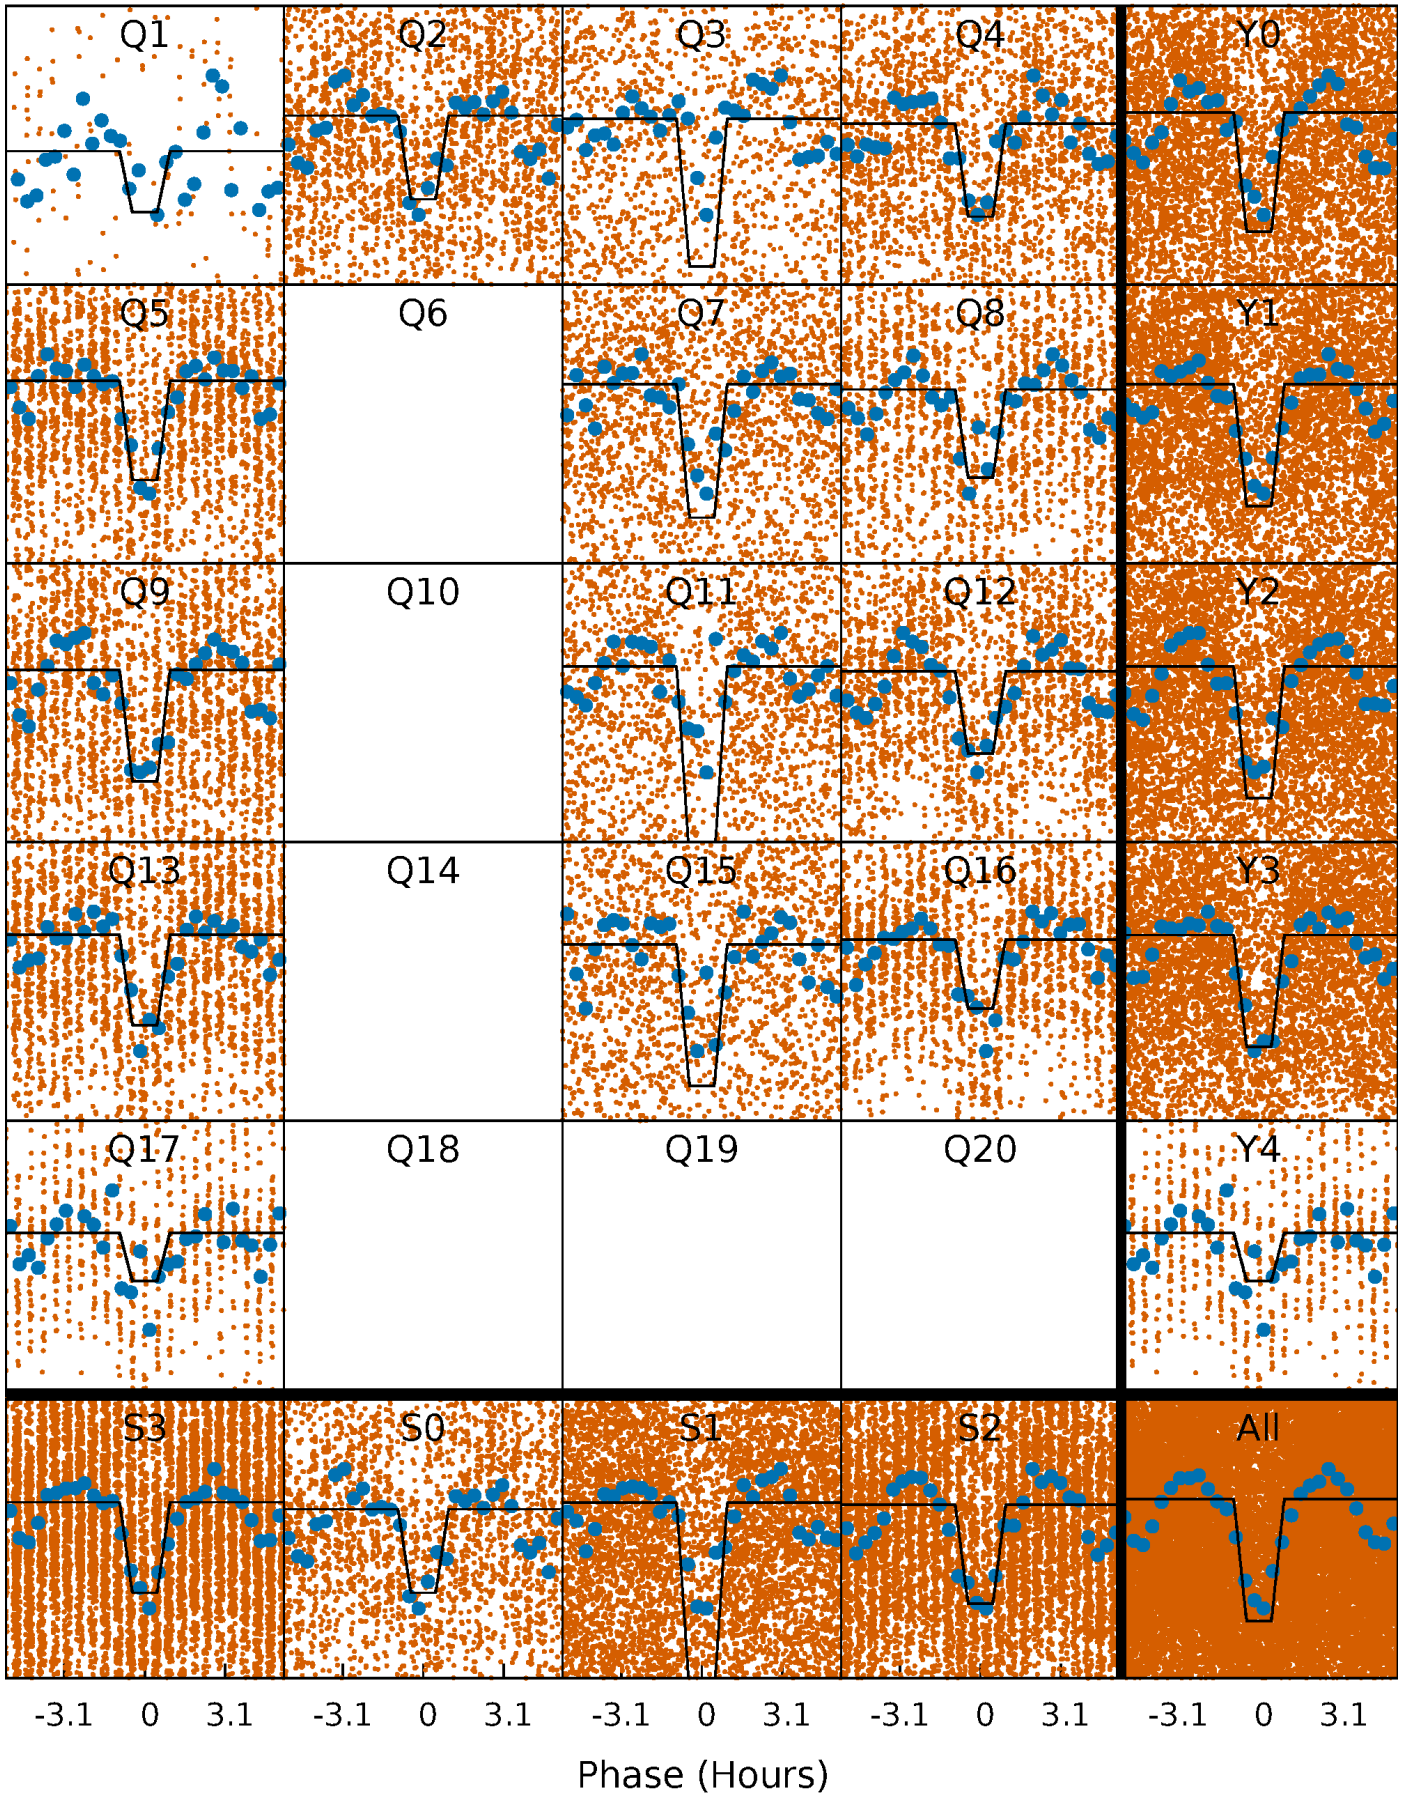 Q1 Q2 Q3 Q4 Y0
Q5 Q6 Q7 Q8 Y1
Q9 Q10 Q11 Q12 Y2
Q13 Q14 Q15 Q16 Y3
Q17 Q18 Q19 Q20 Y4
S3 S0 S1 S2 All
-3.1 0 3.1 -3.1 0 3.1 -3.1 0 3.1 -3.1 0 3.1 -3.1 0 3.1
Phase (Hours)